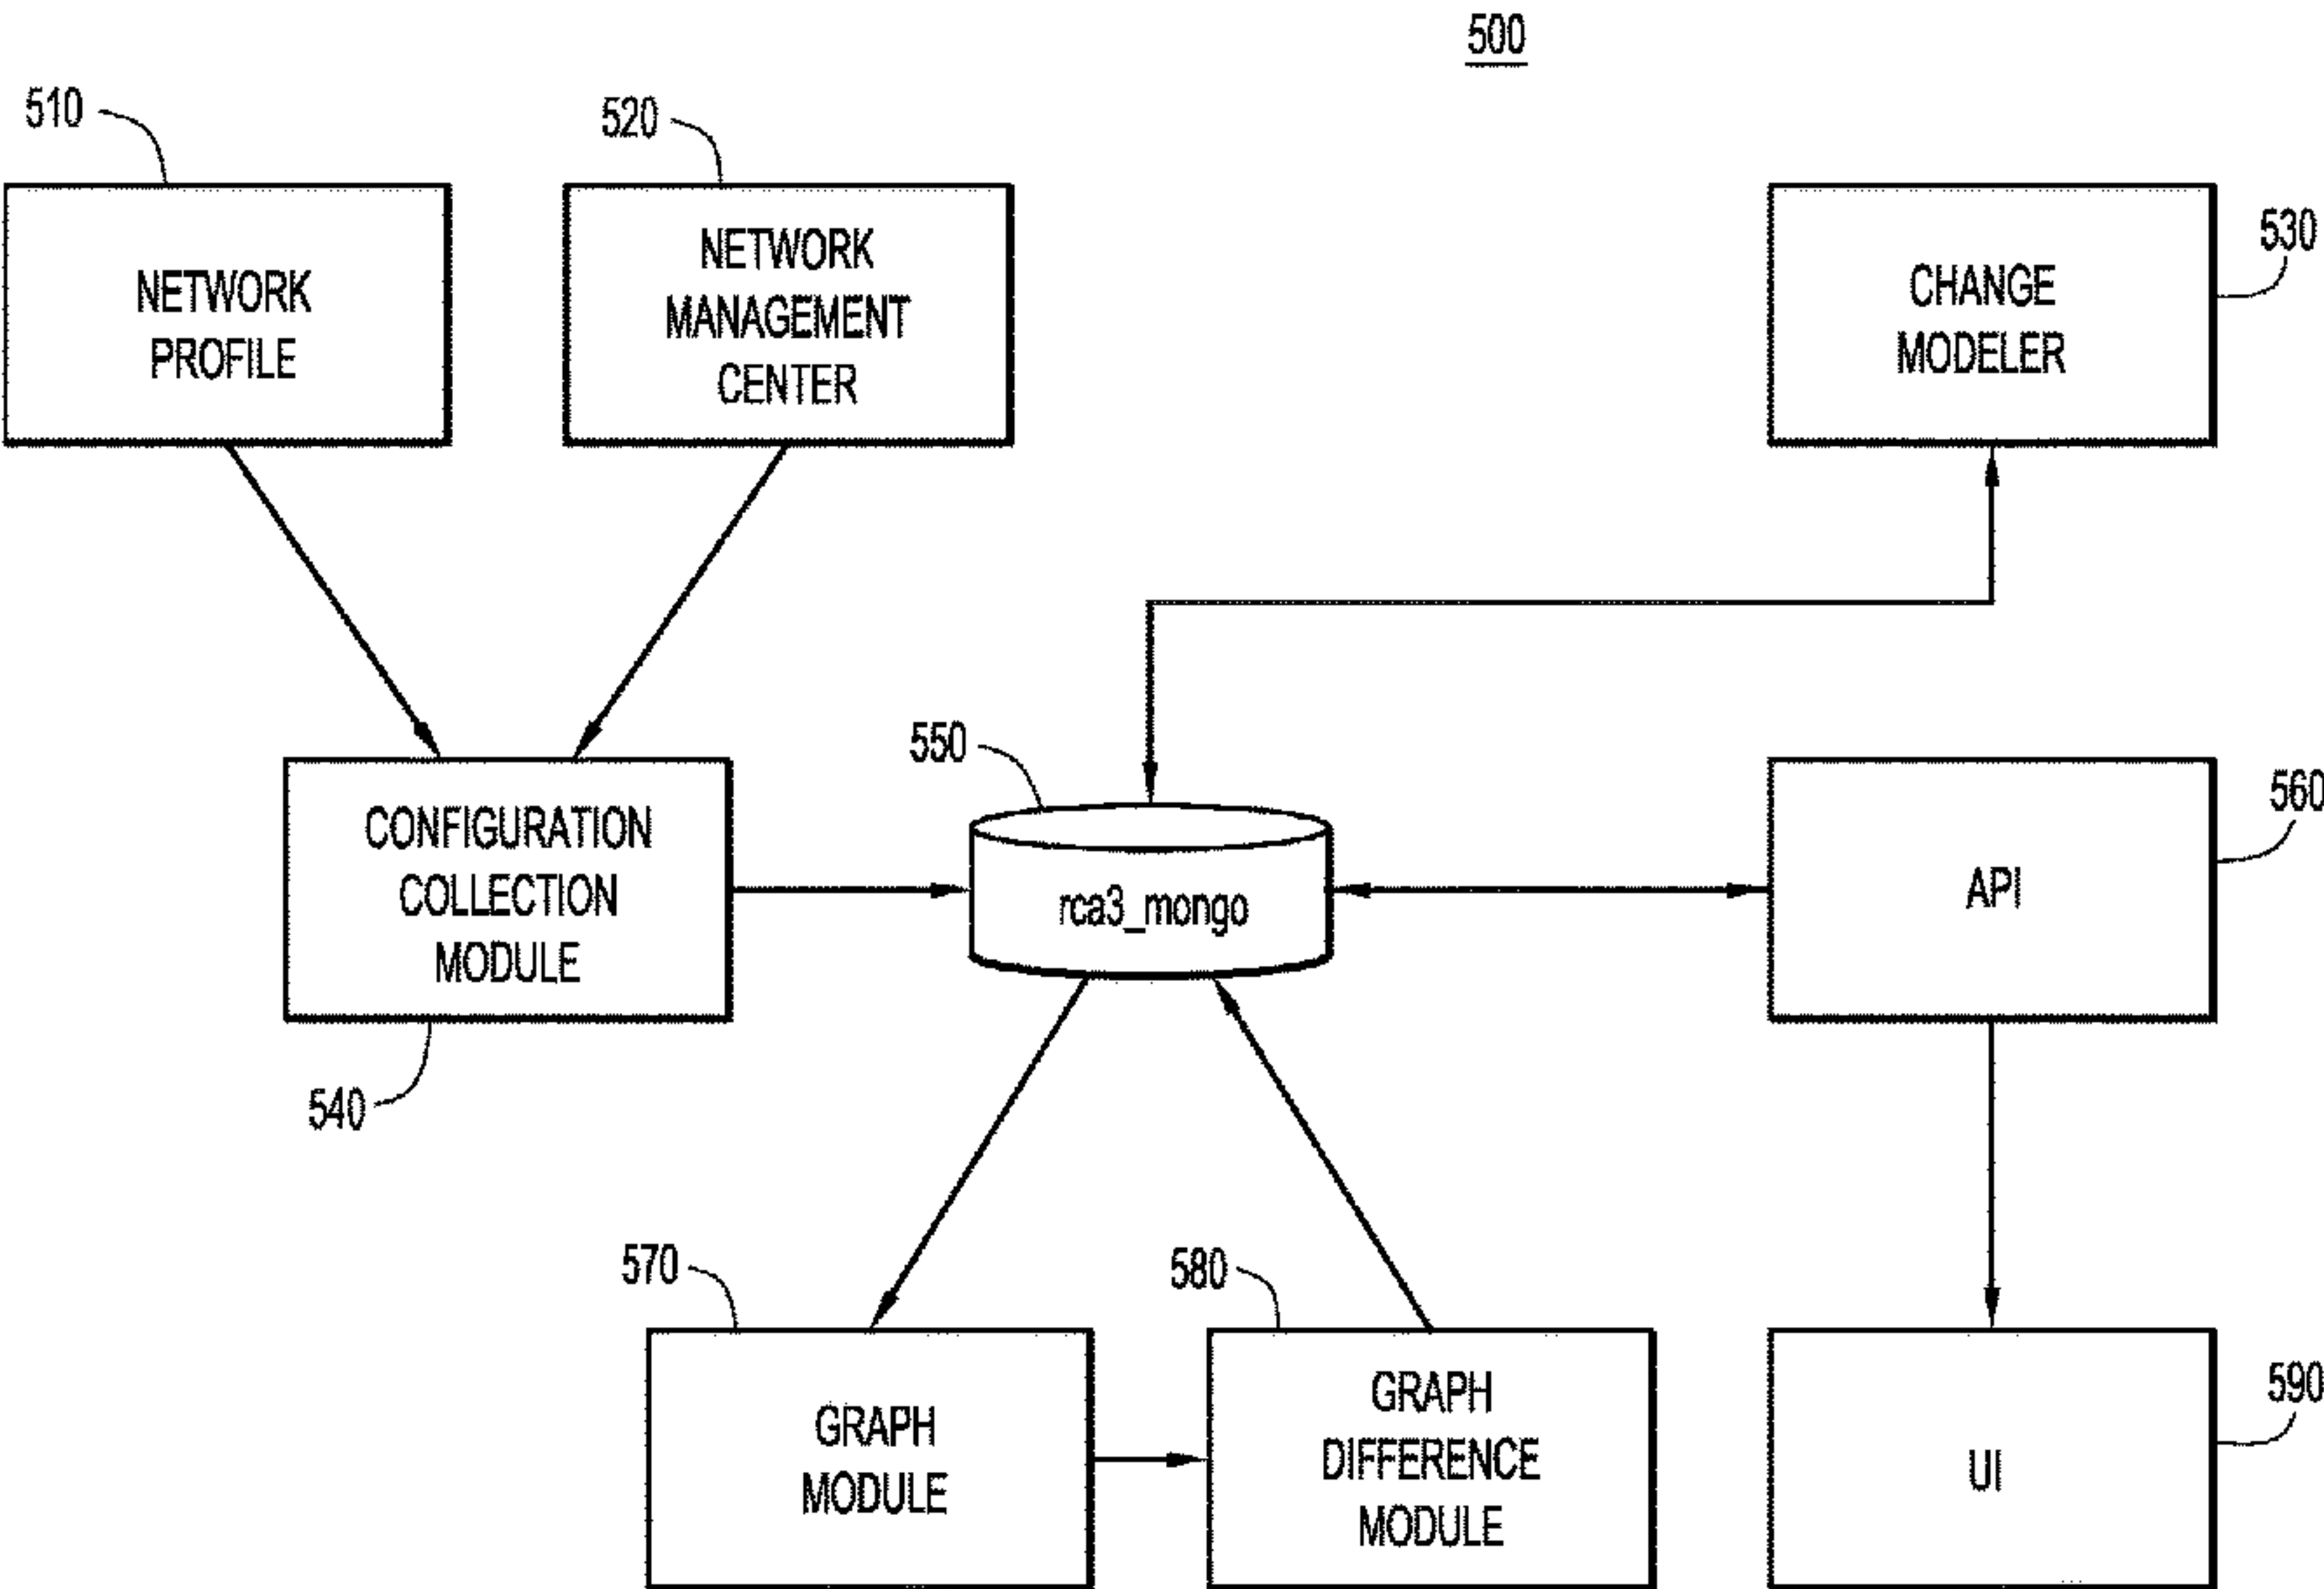 500
510
520
NETWORK
PROFILE
NETWORK
MANAGEMENT
CENTER
CHANGE
MODELER
530
550
CONFIGURATION
COLLECTION
MODULE
540
rca3_mongo
API
560
570
580
GRAPH
MODULE
GRAPH
DIFFERENCE
MODULE
UI
590